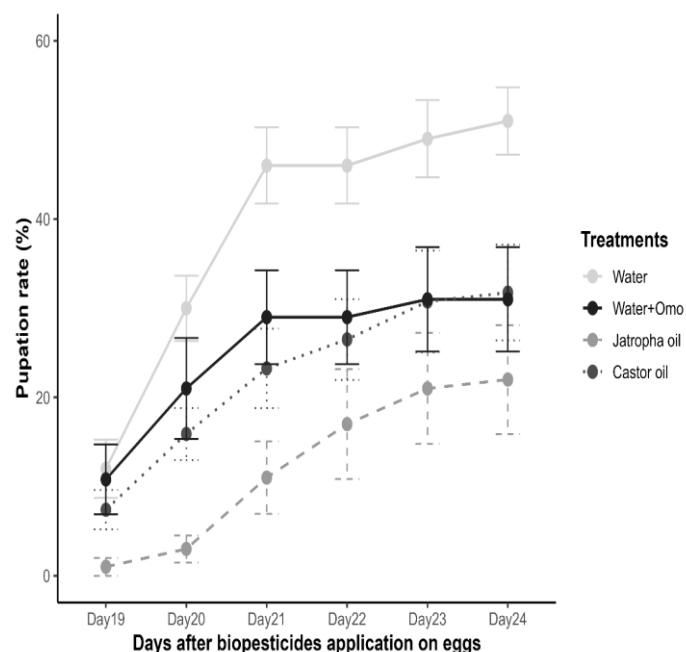 60
40
20
0
Pupation rate (%)
Day19 Day20 Day21 Day22 Day23 Day24
Days after biopesticides application on eggs
Treatments
Water
Water+Omo
Jatropha oil
Castor oil